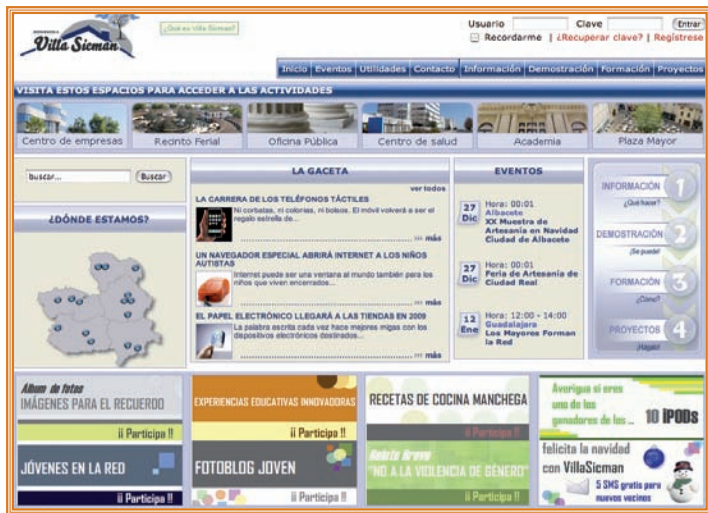 BIENVENIDO A
Villa Sicman
¿Qué es Villa Sicman?
Usuario
Clave
Entrar
Recordarme | ¿Recuperar clave? | Regístrese
Inicio Eventos Utilidades Contacto Información Demostración Formación Proyectos
VISITA ESTOS ESPACIOS PARA ACCEDER A LAS ACTIVIDADES
Centro de empresas
Recinto Ferial
Oficina Pública
Centro de salud
Academia
Plaza Mayor
buscar...
Buscar
¿DÓNDE ESTAMOS?
LA GACETA
ver todos
LA CARRERA DE LOS TELÉFONOS TÁCTILES
Ni corbatas, ni colonias, ni bolsos. El móvil volverá a ser el
regalo estrella de...
››› más
UN NAVEGADOR ESPECIAL ABRIRÁ INTERNET A LOS NIÑOS
AUTISTAS
Internet puede ser una ventana al mundo también para los
niños que viven encerrados...
››› más
EL PAPEL ELECTRÓNICO LLEGARÁ A LAS TIENDAS EN 2009
La palabra escrita cada vez hace mejores migas con los
dispositivos electrónicos destinados...
››› más
EVENTOS
27
Dic
Hora: 00:01
Albacete
XX Muestra de
Artesanía en Navidad
Ciudad de Albacete
27
Dic
Hora: 00:01
Feria de Artesanía de
Ciudad Real
12
Ene
Hora: 12:00 - 14:00
Guadalajara
Los Mayores Forman
la Red
INFORMACIÓN 1
¿Qué hacer?
DEMOSTRACIÓN 2
¡Se puede!
FORMACIÓN 3
¿Cómo?
PROYECTOS 4
¡Hágalo!
Álbum de fotos
IMÁGENES PARA EL RECUERDO
¡¡ Participa !!
EXPERIENCIAS EDUCATIVAS INNOVADORAS
¡¡ Participa !!
RECETAS DE COCINA MANCHEGA
¡¡ Participa !!
Averigua si eres
uno de los
ganadores de los ... 10 iPODs
JÓVENES EN LA RED
¡¡ Participa !!
FOTOBLOG JOVEN
¡¡ Participa !!
Relato Breve
"NO A LA VIOLENCIA DE GÉNERO"
¡¡ Participa !!
felicita la navidad
con VillaSicman
5 SMS gratis para
nuevos vecinos